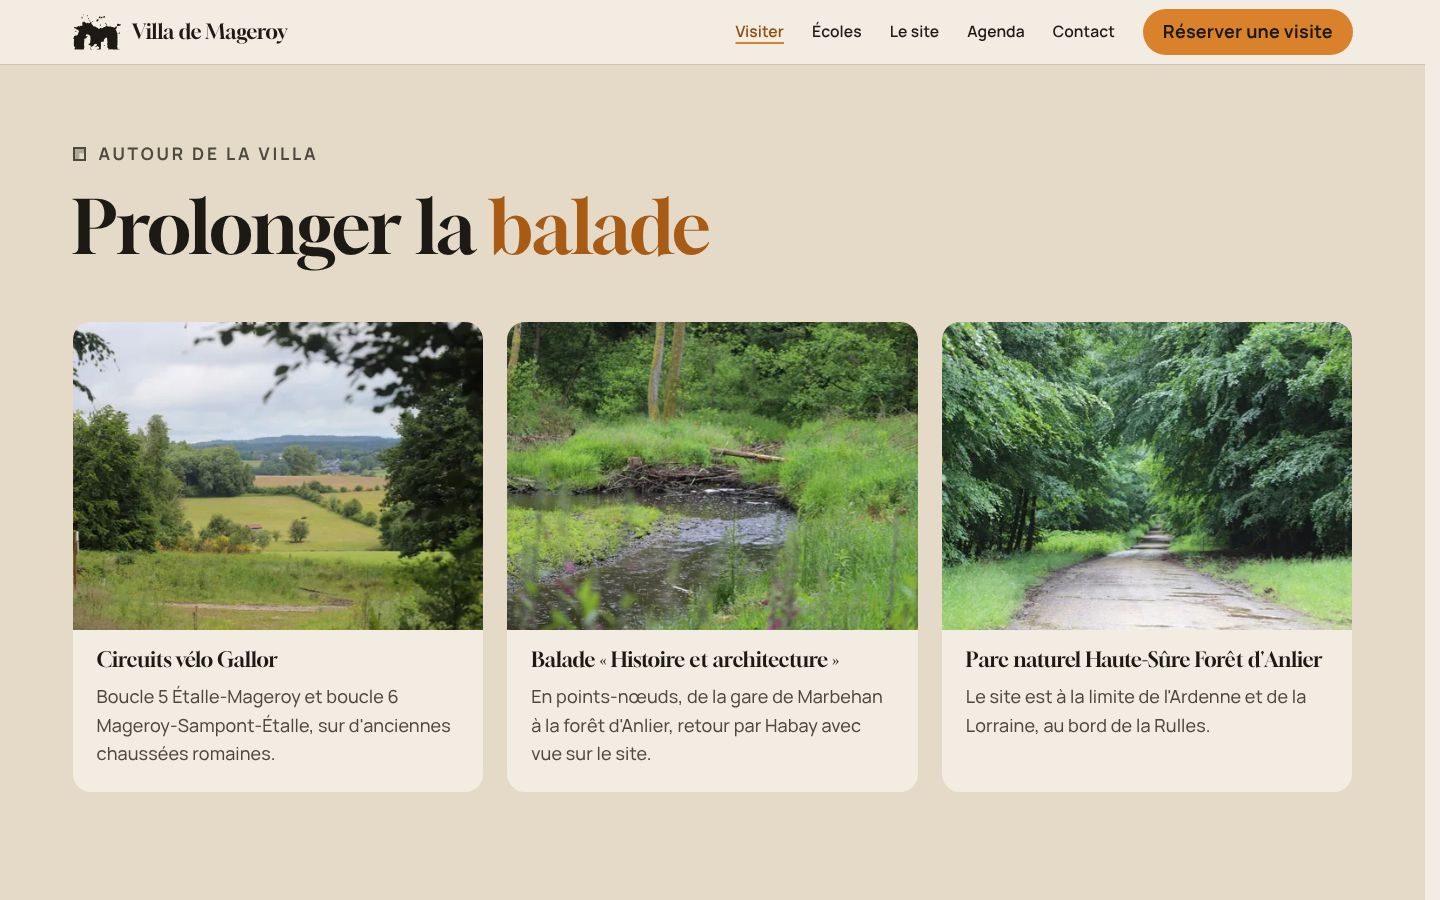 Villa de Mageroy
Visiter
Écoles
Le site
Agenda
Contact
Réserver une visite
AUTOUR DE LA VILLA
Prolonger la balade
Circuits vélo Gallor
Boucle 5 Étalle-Mageroy et boucle 6
Mageroy-Sampont-Étalle, sur d'anciennes
chaussées romaines.
Balade « Histoire et architecture »
En points-nœuds, de la gare de Marbehan
à la forêt d'Anlier, retour par Habay avec
vue sur le site.
Parc naturel Haute-Sûre Forêt d'Anlier
Le site est à la limite de l'Ardenne et de la
Lorraine, au bord de la Rulles.